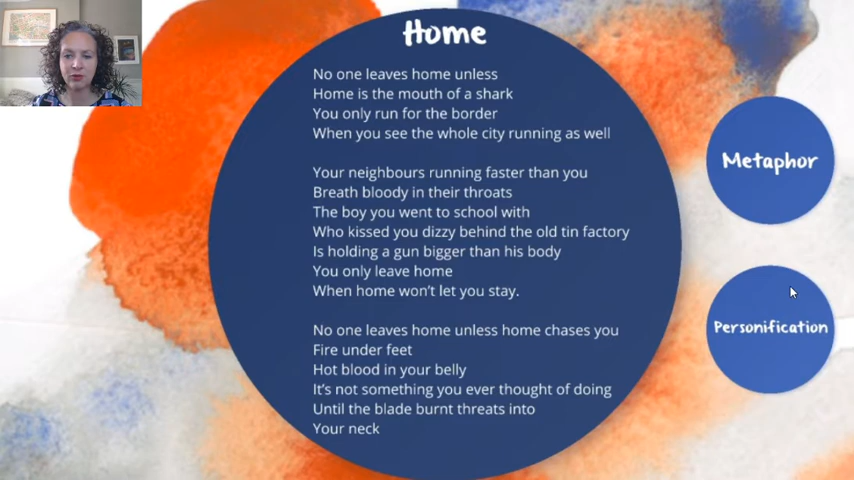 Home
No one leaves home unless
Home is the mouth of a shark
You only run for the border
When you see the whole city running as well
Your neighbours running faster than you
Breath bloody in their throats
The boy you went to school with
Who kissed you dizzy behind the old tin factory
Is holding a gun bigger than his body
You only leave home
When home won't let you stay.
No one leaves home unless home chases you
Fire under feet
Hot blood in your belly
It's not something you ever thought of doing
Until the blade burnt threats into
Your neck
Metaphor
Personification